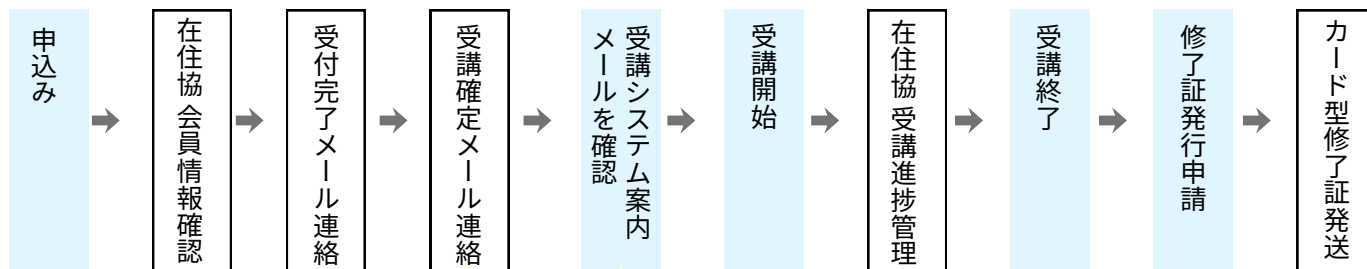 申込み
在住協 会員情報確認
受付完了メール連絡
受講確定メール連絡
受講システム案内
メールを確認
受講開始
在住協 受講進捗管理
受講終了
修了証発行申請
カード型修了証発送